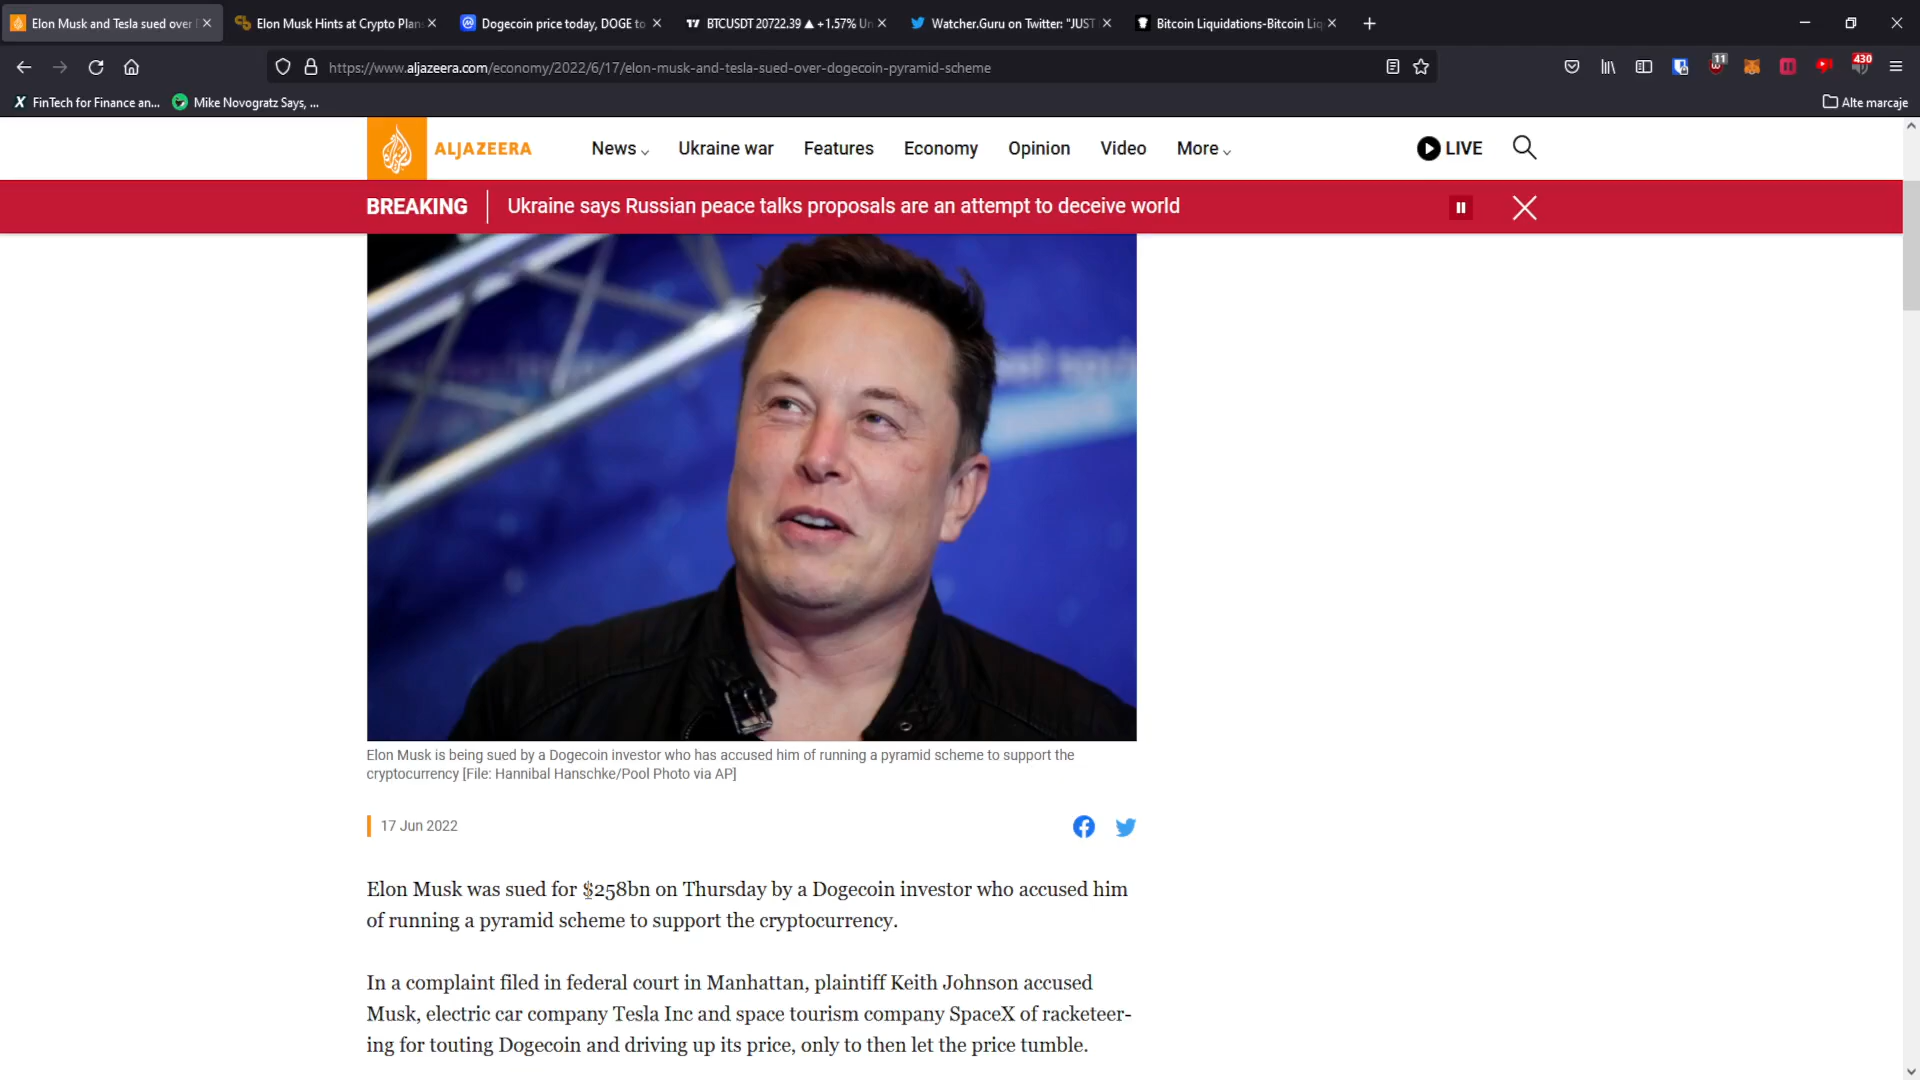 Elon Musk and Tesla sued over
Elon Musk Hints at Crypto Plan
Dogecoin price today, DOGE to
BTCUSDT 20722.39 ▲ +1.57% Un
Watcher.Guru on Twitter: "JUST
Bitcoin Liquidations-Bitcoin Liq
https://www.aljazeera.com/economy/2022/6/17/elon-musk-and-tesla-sued-over-dogecoin-pyramid-scheme
11
430
FinTech for Finance an...
Mike Novogratz Says, ...
Alte marcaje
ALJAZEERA
News
Ukraine war
Features
Economy
Opinion
Video
More
LIVE
BREAKING
Ukraine says Russian peace talks proposals are an attempt to deceive world
Elon Musk is being sued by a Dogecoin investor who has accused him of running a pyramid scheme to support the
cryptocurrency [File: Hannibal Hanschke/Pool Photo via AP]
17 Jun 2022
Elon Musk was sued for $258bn on Thursday by a Dogecoin investor who accused him
of running a pyramid scheme to support the cryptocurrency.
In a complaint filed in federal court in Manhattan, plaintiff Keith Johnson accused
Musk, electric car company Tesla Inc and space tourism company SpaceX of racketeer-
ing for touting Dogecoin and driving up its price, only to then let the price tumble.